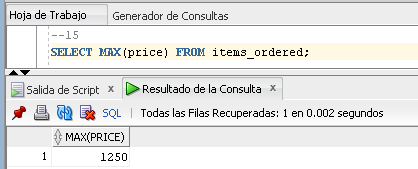 Hoja de Trabajo Generador de Consultas
--15
SELECT MAX(price) FROM items_ordered;
Salida de Script x Resultado de la Consulta x
SQL | Todas las Filas Recuperadas: 1 en 0.002 segundos
MAX(PRICE)
1 1250